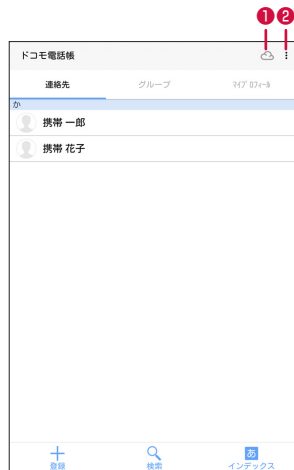 ❶ ❷
ドコモ電話帳
連絡先 グループ マイプロフィール
か
携帯 一郎
携帯 花子
あ
登録 検索 インデックス